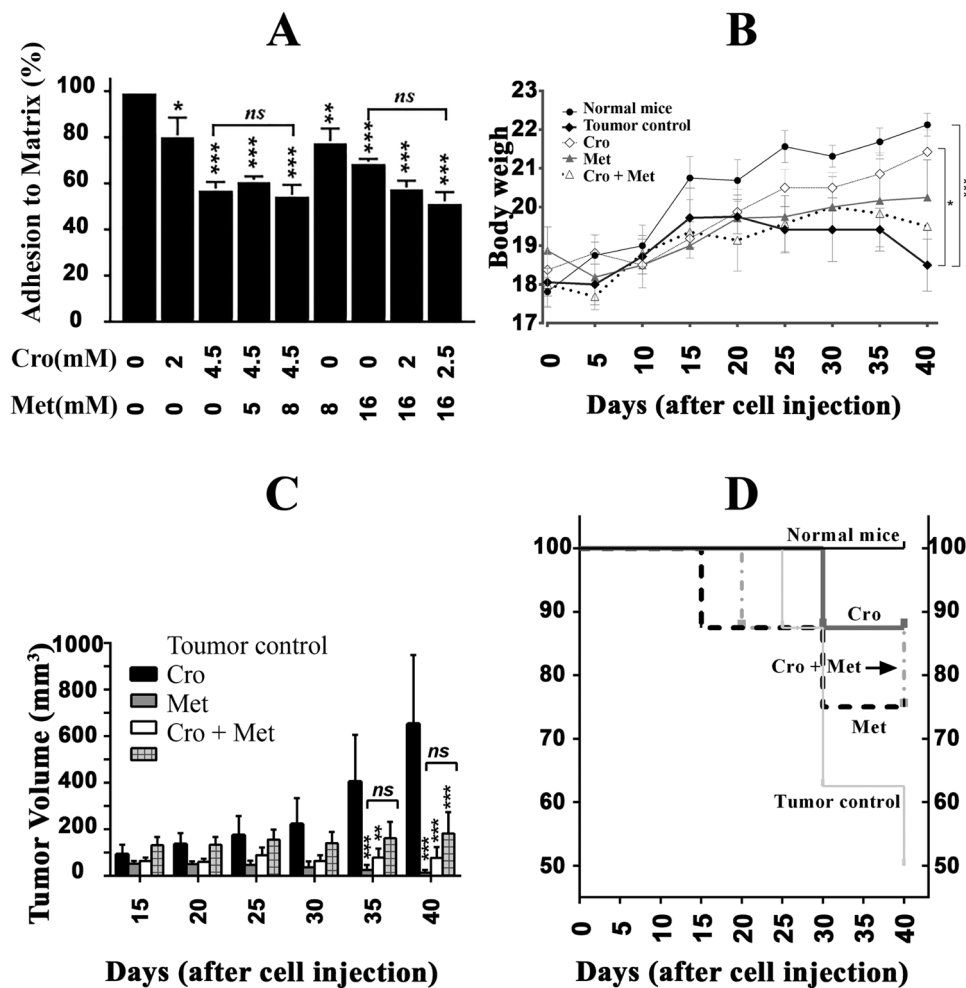 A
Adhesion to Matrix (%)
100
80
60
40
20
0
*
***
***
***
**
***
***
***
ns
ns
Cro(mM) 0 2 4.5 4.5 4.5 0 0 2 2.5
Met(mM) 0 0 0 5 8 8 16 16 16
B
Body weigh
23
22
21
20
19
18
17
Normal mice
Toumor control
Cro
Met
Cro + Met
*
***
0 5 10 15 20 25 30 35 40
Days (after cell injection)
C
Tumor Volume (mm³)
1000
800
600
400
200
0
Toumor control
Cro
Met
Cro + Met
ns
ns
*** ** *** *** ***
15 20 25 30 35 40
Days (after cell injection)
D
100
90
80
70
60
50
Normal mice
Cro
Cro + Met
Met
Tumor control
100
90
80
70
60
50
0 5 10 15 20 25 30 35 40
Days (after cell injection)